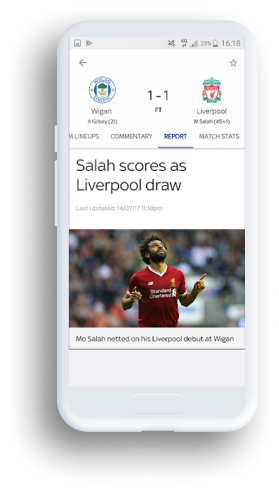 4G 23% 16:18
1 - 1
Wigan FT Liverpool
A Gilbey (21) M Salah (45+1)
M LINEUPS COMMENTARY REPORT MATCH STATS
Salah scores as
Liverpool draw
Last Updated: 14/07/17 11:18pm
Standard
Chartered
Mo Salah netted on his Liverpool debut at Wigan